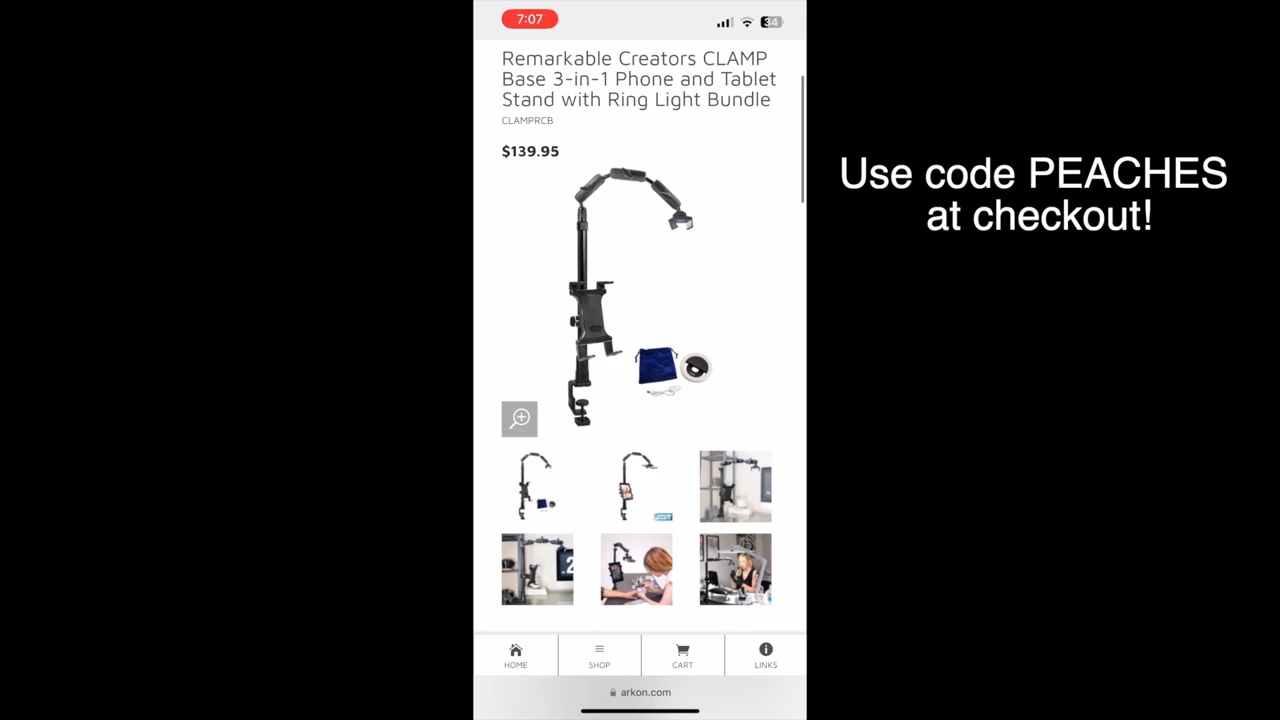 7:07
34
Remarkable Creators CLAMP
Base 3-in-1 Phone and Tablet
Stand with Ring Light Bundle
CLAMPRCB
$139.95
Use code PEACHES
at checkout!
HOME
SHOP
CART
LINKS
arkon.com